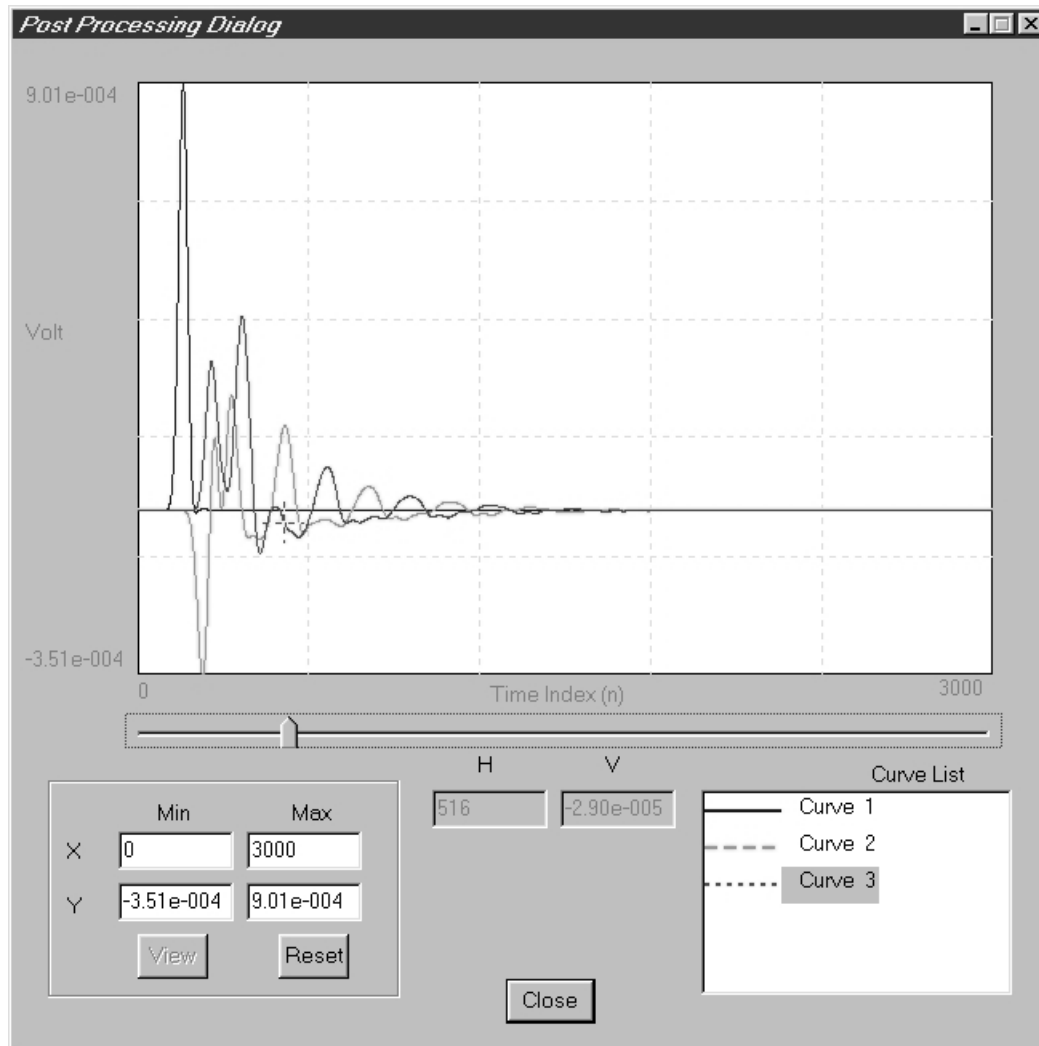 Post Processing Dialog
9.01e-004
Volt
-3.51e-004
0
Time Index (n)
3000
H
V
516
-2.90e-005
Min
Max
X
0
3000
Y
-3.51e-004
9.01e-004
View
Reset
Close
Curve List
Curve 1
Curve 2
Curve 3